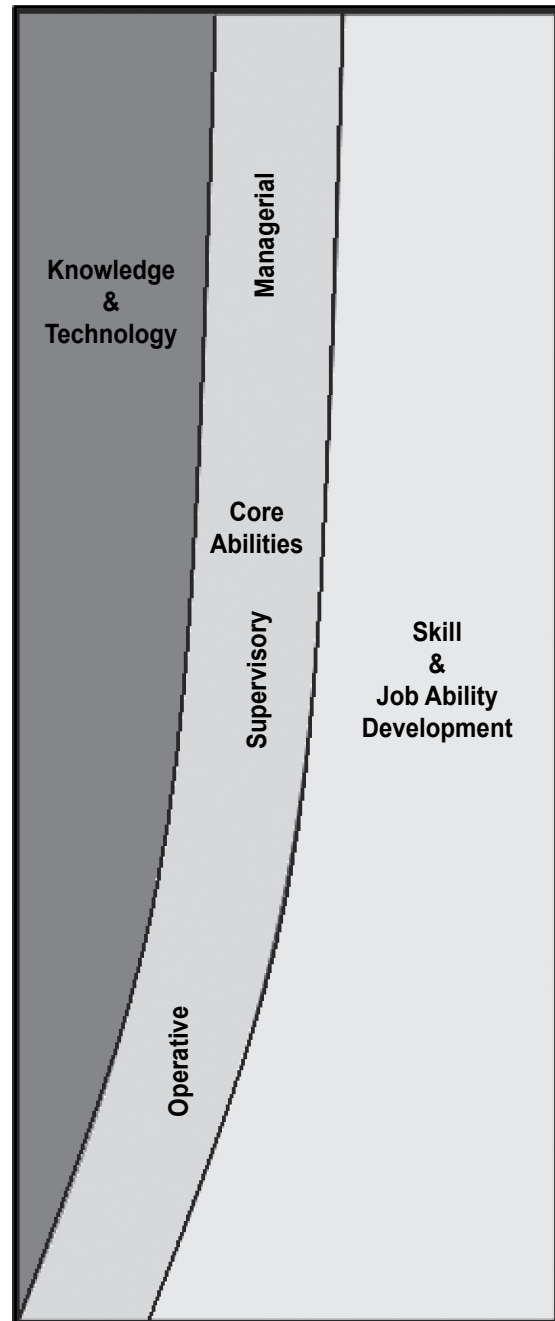 Managerial
Knowledge
&
Technology
Core
Abilities
Supervisory
Skill
&
Job Ability
Development
Operative